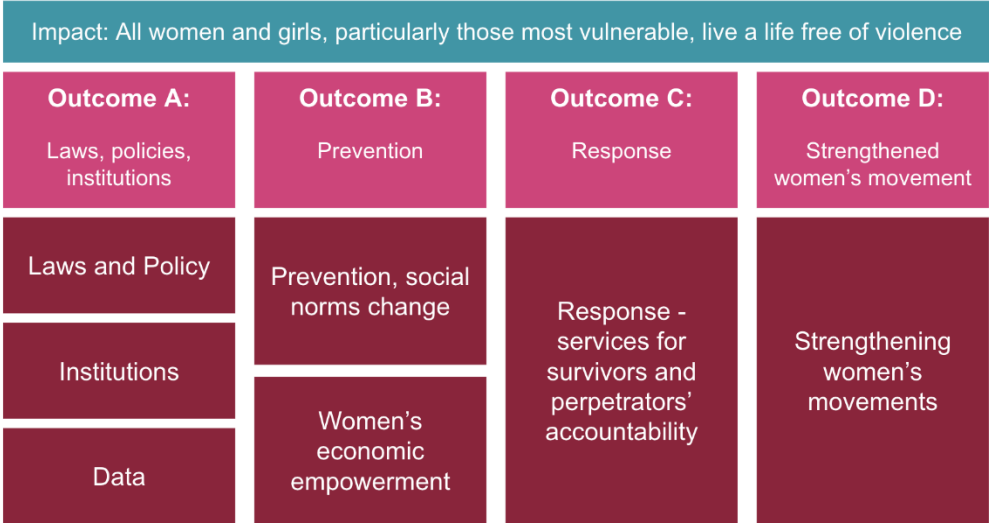 Impact: All women and girls, particularly those most vulnerable, live a life free of violence
Outcome A:
Laws, policies,
institutions
Laws and Policy
Institutions
Data
Outcome B:
Prevention
Prevention, social
norms change
Women’s
economic
empowerment
Outcome C:
Response
Response -
services for
survivors and
perpetrators’
accountability
Outcome D:
Strengthened
women’s movement
Strengthening
women’s
movements